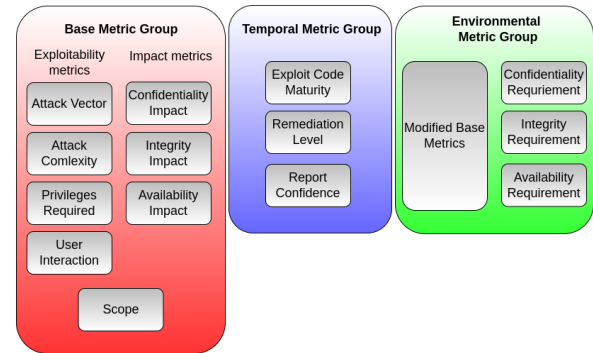 Base Metric Group
Exploitability
metrics
Impact metrics
Attack Vector
Confidentiality
Impact
Attack
Comlexity
Integrity
Impact
Privileges
Required
Availability
Impact
User
Interaction
Scope
Temporal Metric Group
Exploit Code
Maturity
Remediation
Level
Report
Confidence
Environmental
Metric Group
Modified Base
Metrics
Confidentiality
Requriement
Integrity
Requirement
Availability
Requirement